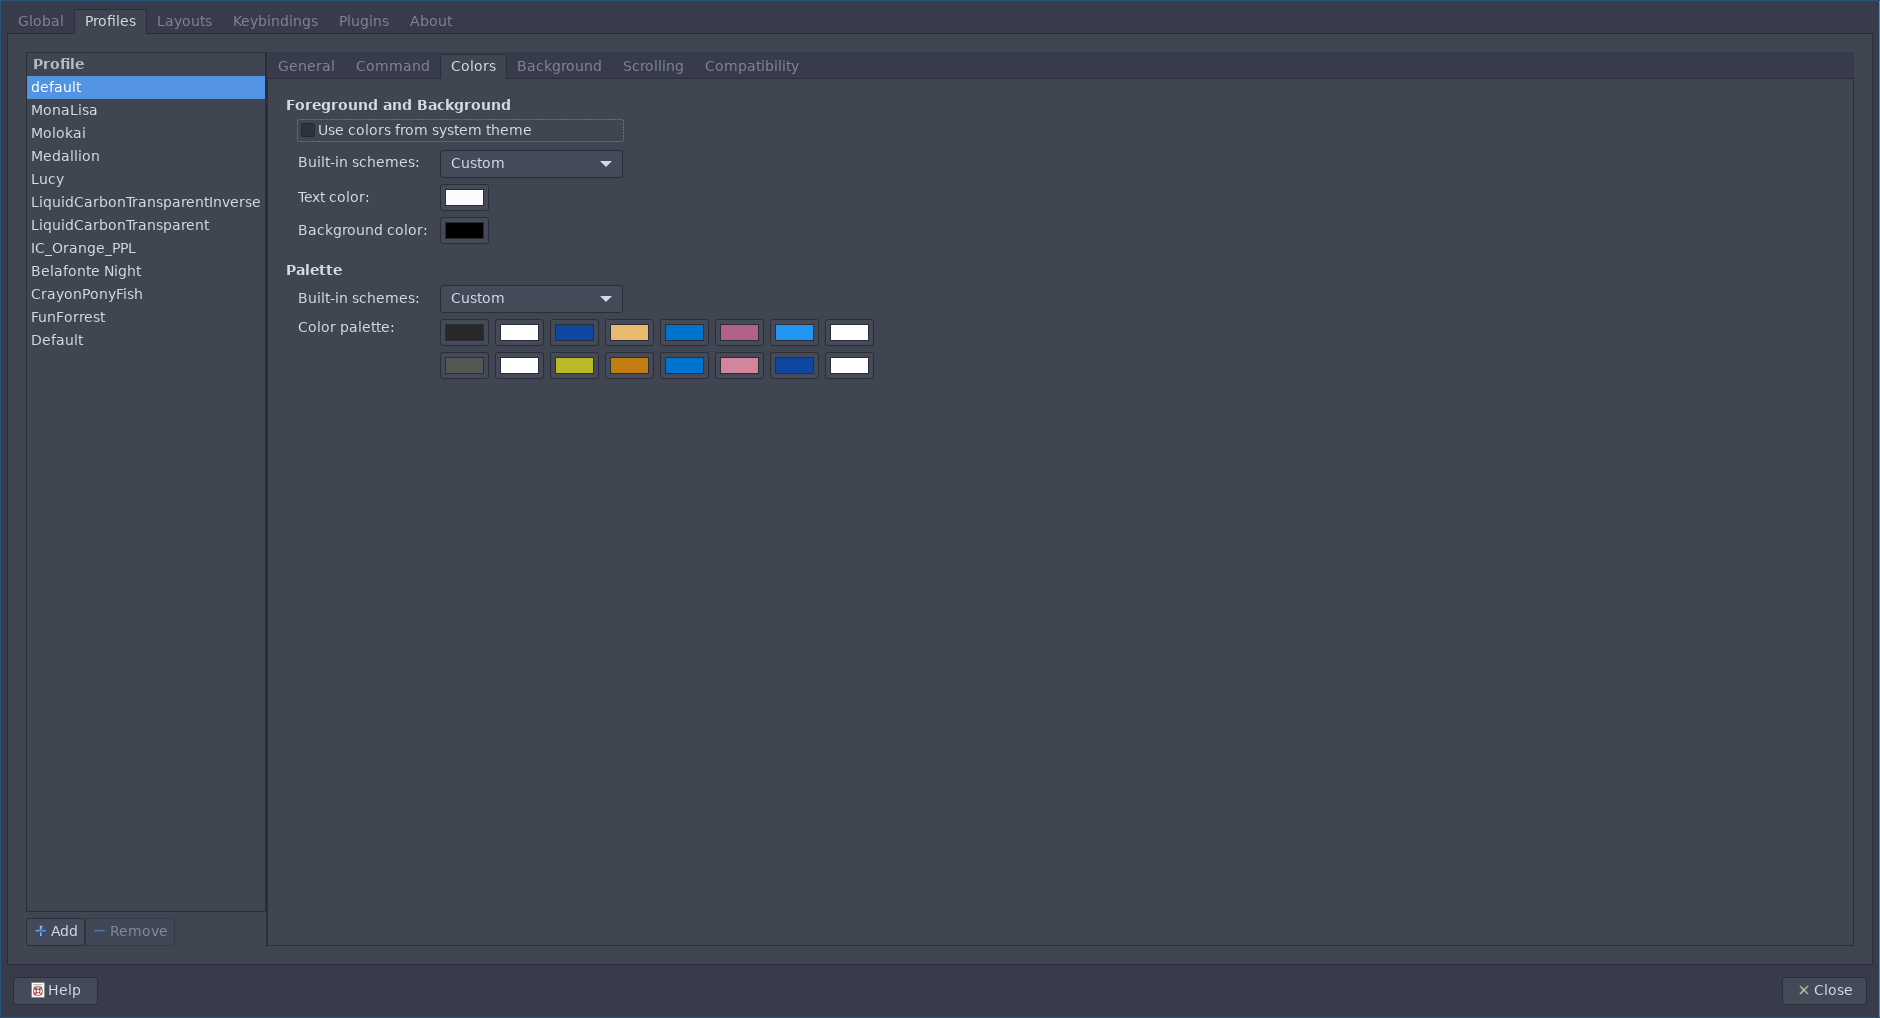 Global Profiles Layouts Keybindings Plugins About
Profile
default
MonaLisa
Molokai
Medallion
Lucy
LiquidCarbonTransparentInverse
LiquidCarbonTransparent
IC_Orange_PPL
Belafonte Night
CrayonPonyFish
FunForrest
Default
Add Remove
General Command Colors Background Scrolling Compatibility
Foreground and Background
Use colors from system theme
Built-in schemes: Custom
Text color:
Background color:
Palette
Built-in schemes: Custom
Color palette:
Help Close